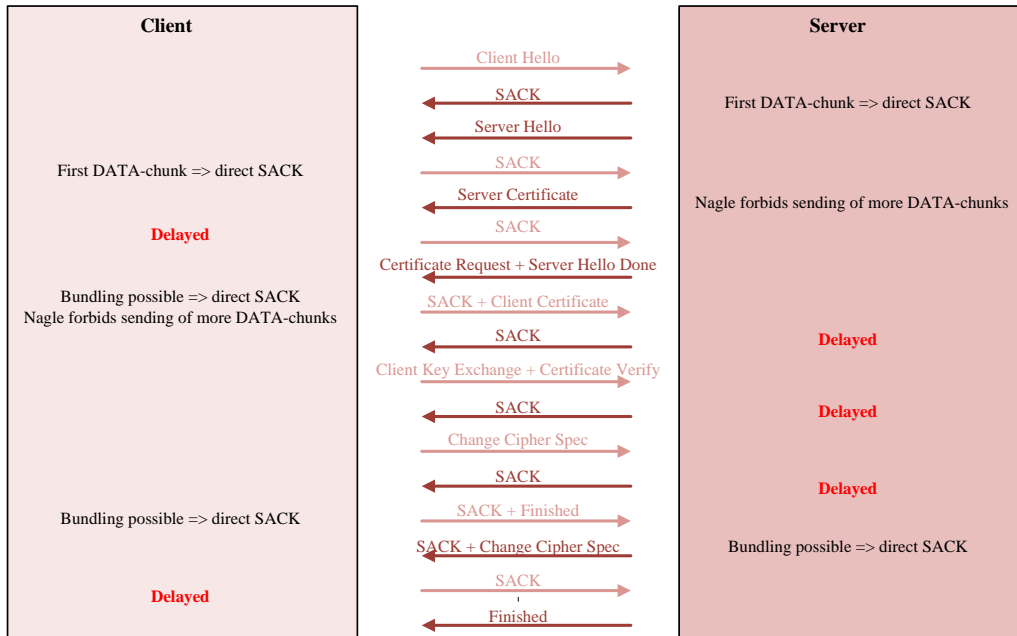 Client
Server
Client Hello
SACK
First DATA-chunk => direct SACK
Server Hello
SACK
First DATA-chunk => direct SACK
Server Certificate
Nagle forbids sending of more DATA-chunks
SACK
Delayed
Certificate Request + Server Hello Done
Bundling possible => direct SACK
Nagle forbids sending of more DATA-chunks
SACK + Client Certificate
SACK
Delayed
Client Key Exchange + Certificate Verify
SACK
Delayed
Change Cipher Spec
SACK
Delayed
SACK + Finished
Bundling possible => direct SACK
SACK + Change Cipher Spec
Bundling possible => direct SACK
SACK
Delayed
Finished